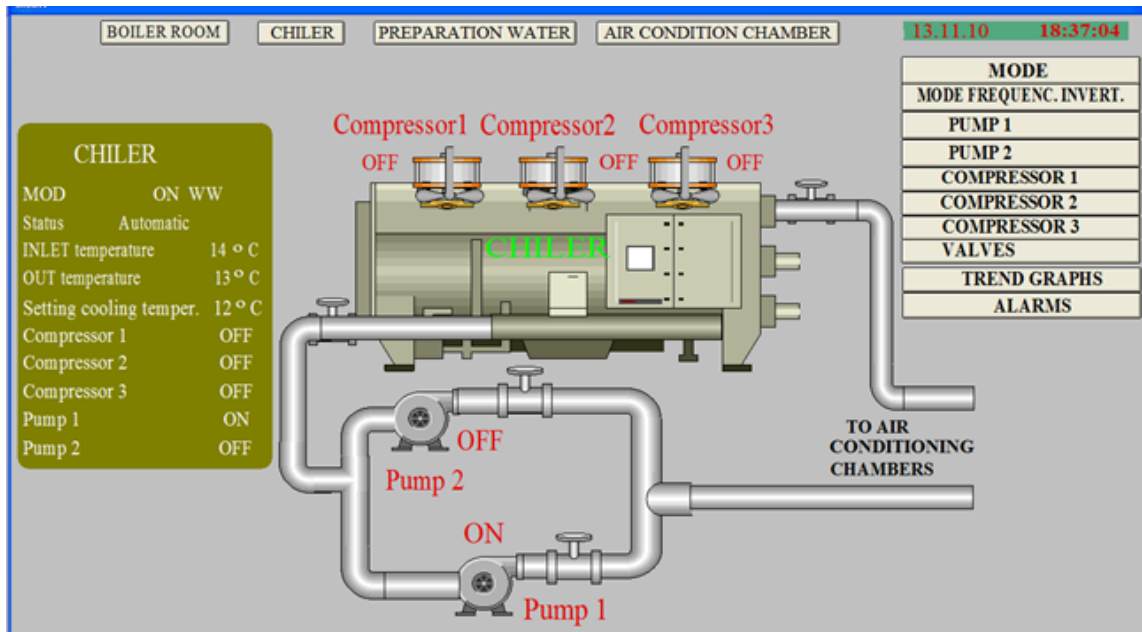 BOILER ROOM
CHILER
PREPARATION WATER
AIR CONDITION CHAMBER
13.11.10 18:37:04
MODE
MODE FREQUENC. INVERT.
PUMP 1
PUMP 2
COMPRESSOR 1
COMPRESSOR 2
COMPRESSOR 3
VALVES
TREND GRAPHS
ALARMS
CHILER
MOD ON WW
Status Automatic
INLET temperature 14 º C
OUT temperature 13 º C
Setting cooling temper. 12 º C
Compressor 1 OFF
Compressor 2 OFF
Compressor 3 OFF
Pump 1 ON
Pump 2 OFF
Compressor1 Compressor2 Compressor3
OFF OFF OFF
CHILER
OFF
Pump 2
ON
Pump 1
TO AIR
CONDITIONING
CHAMBERS